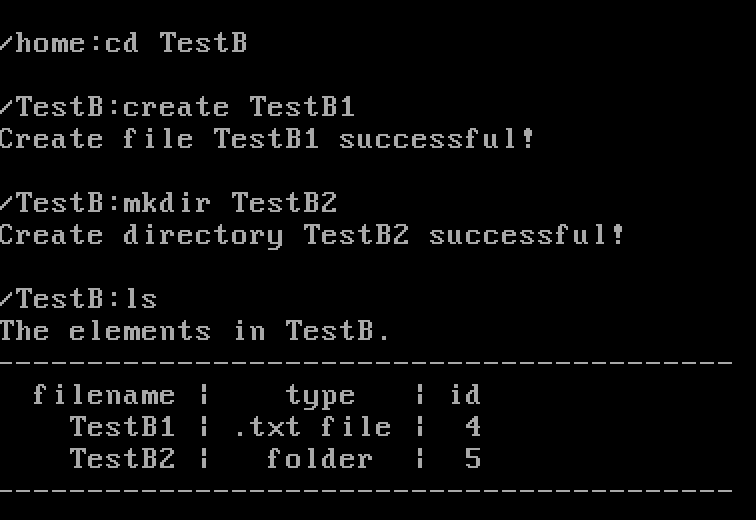 /home:cd TestB
/TestB:create TestB1
Create file TestB1 successful!
/TestB:mkdir TestB2
Create directory TestB2 successful!
/TestB:ls
The elements in TestB.
-----------------------------------------
filename | type | id
TestB1 | .txt file | 4
TestB2 | folder | 5
-----------------------------------------